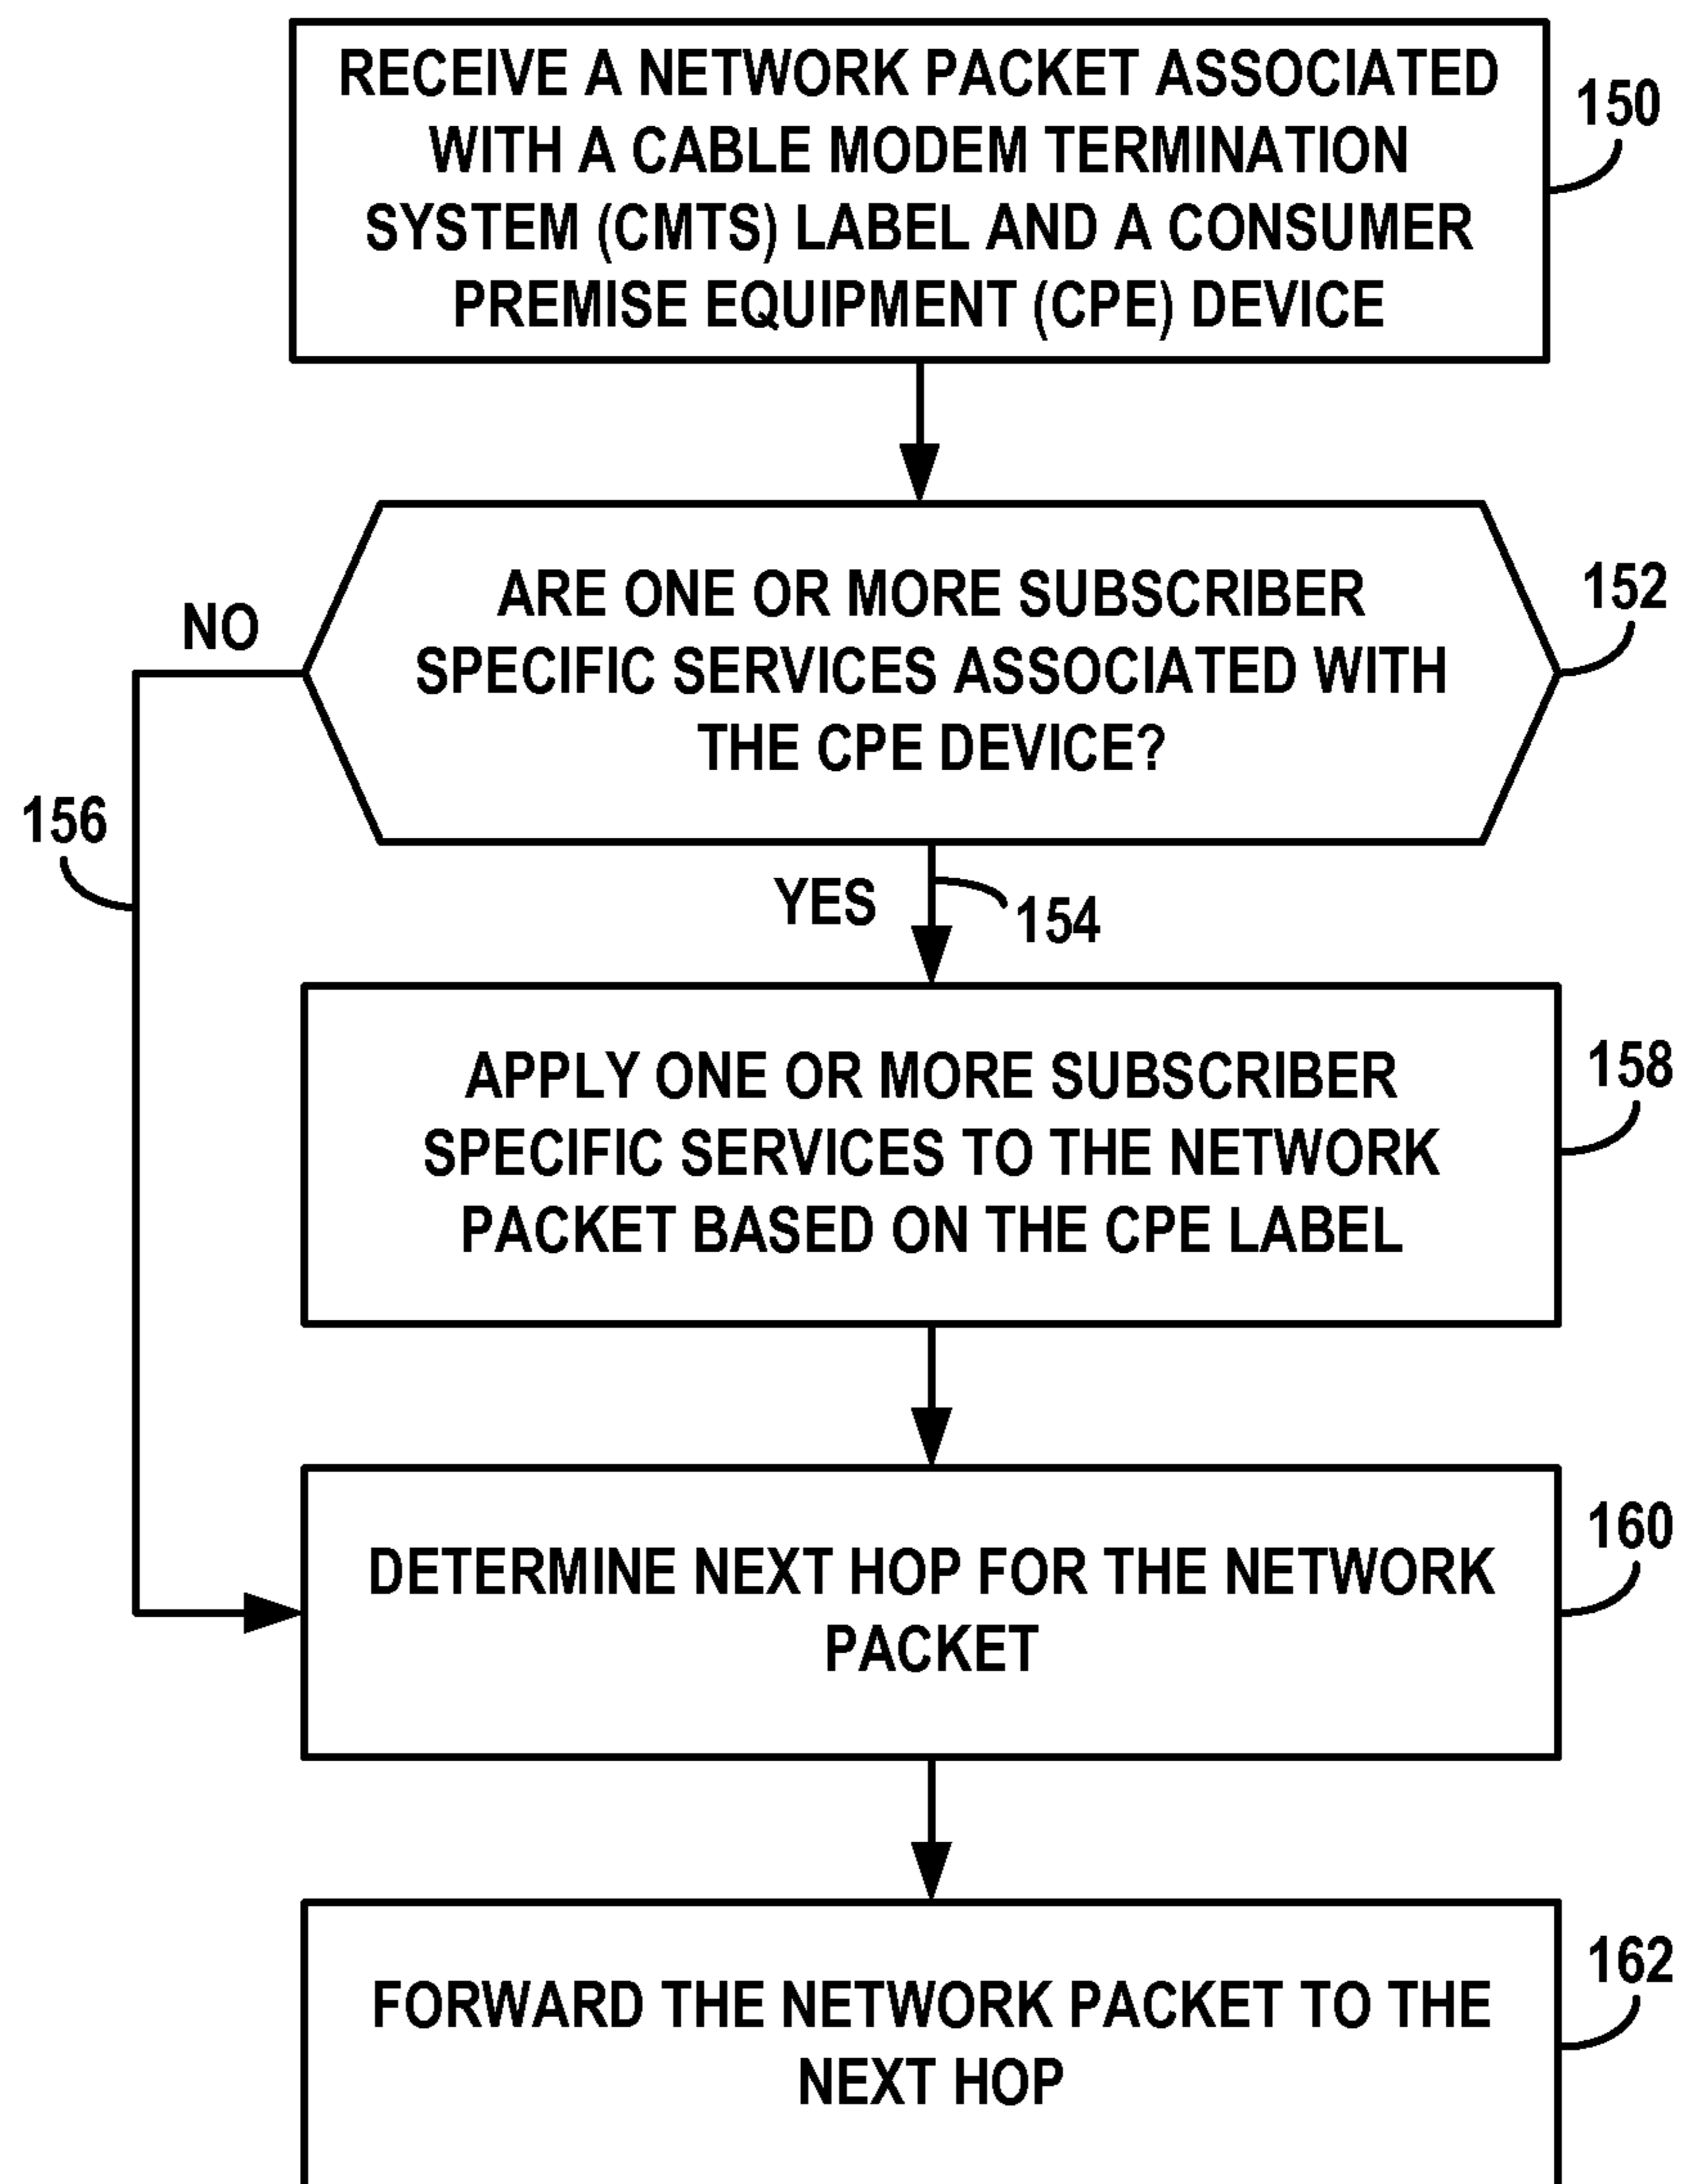 RECEIVE A NETWORK PACKET ASSOCIATED
WITH A CABLE MODEM TERMINATION
SYSTEM (CMTS) LABEL AND A CONSUMER
PREMISE EQUIPMENT (CPE) DEVICE
150
ARE ONE OR MORE SUBSCRIBER
SPECIFIC SERVICES ASSOCIATED WITH
THE CPE DEVICE?
152
NO
156
YES
154
APPLY ONE OR MORE SUBSCRIBER
SPECIFIC SERVICES TO THE NETWORK
PACKET BASED ON THE CPE LABEL
158
DETERMINE NEXT HOP FOR THE NETWORK
PACKET
160
FORWARD THE NETWORK PACKET TO THE
NEXT HOP
162